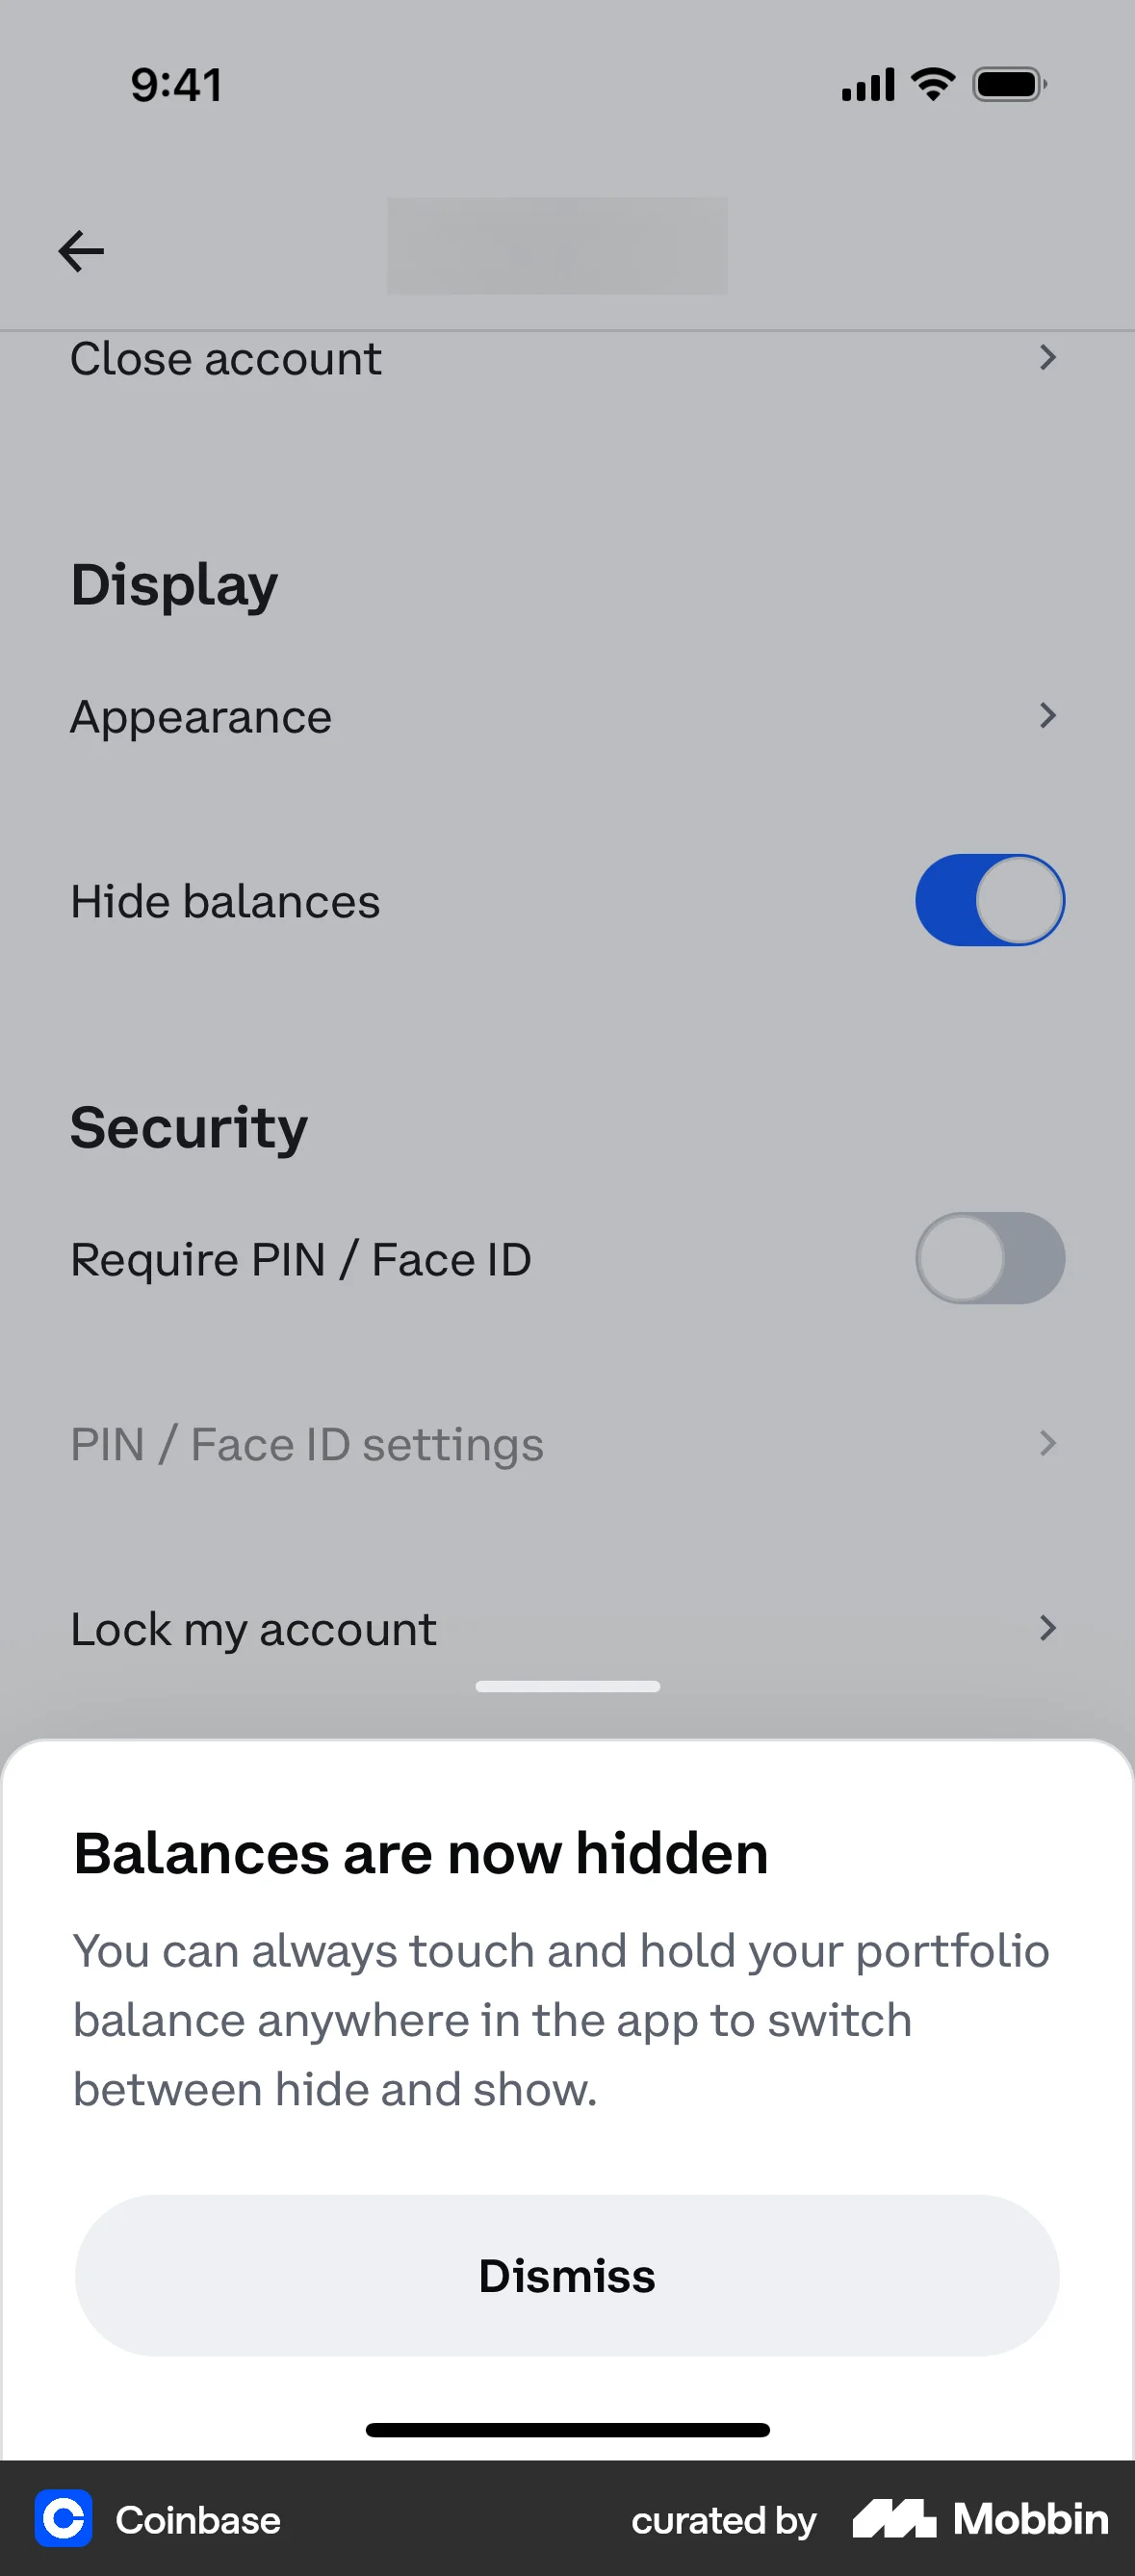 9:41
Close account
Display
Appearance
Hide balances
Security
Require PIN / Face ID
PIN / Face ID settings
Lock my account
Balances are now hidden
You can always touch and hold your portfolio
balance anywhere in the app to switch
between hide and show.
Dismiss
Coinbase
curated by Mobbin